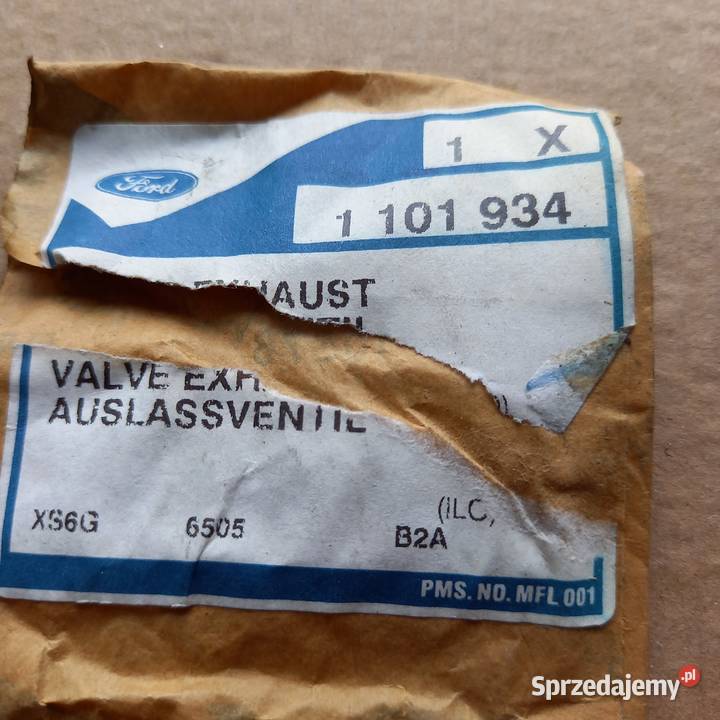 1 X
Ford
1 101 934
EXHAUST
VALVE EXH
AUSLASSVENTIL
(ILC,
XS6G 6505 B2A
PMS. NO. MFL 001
Sprzedajemy.pl